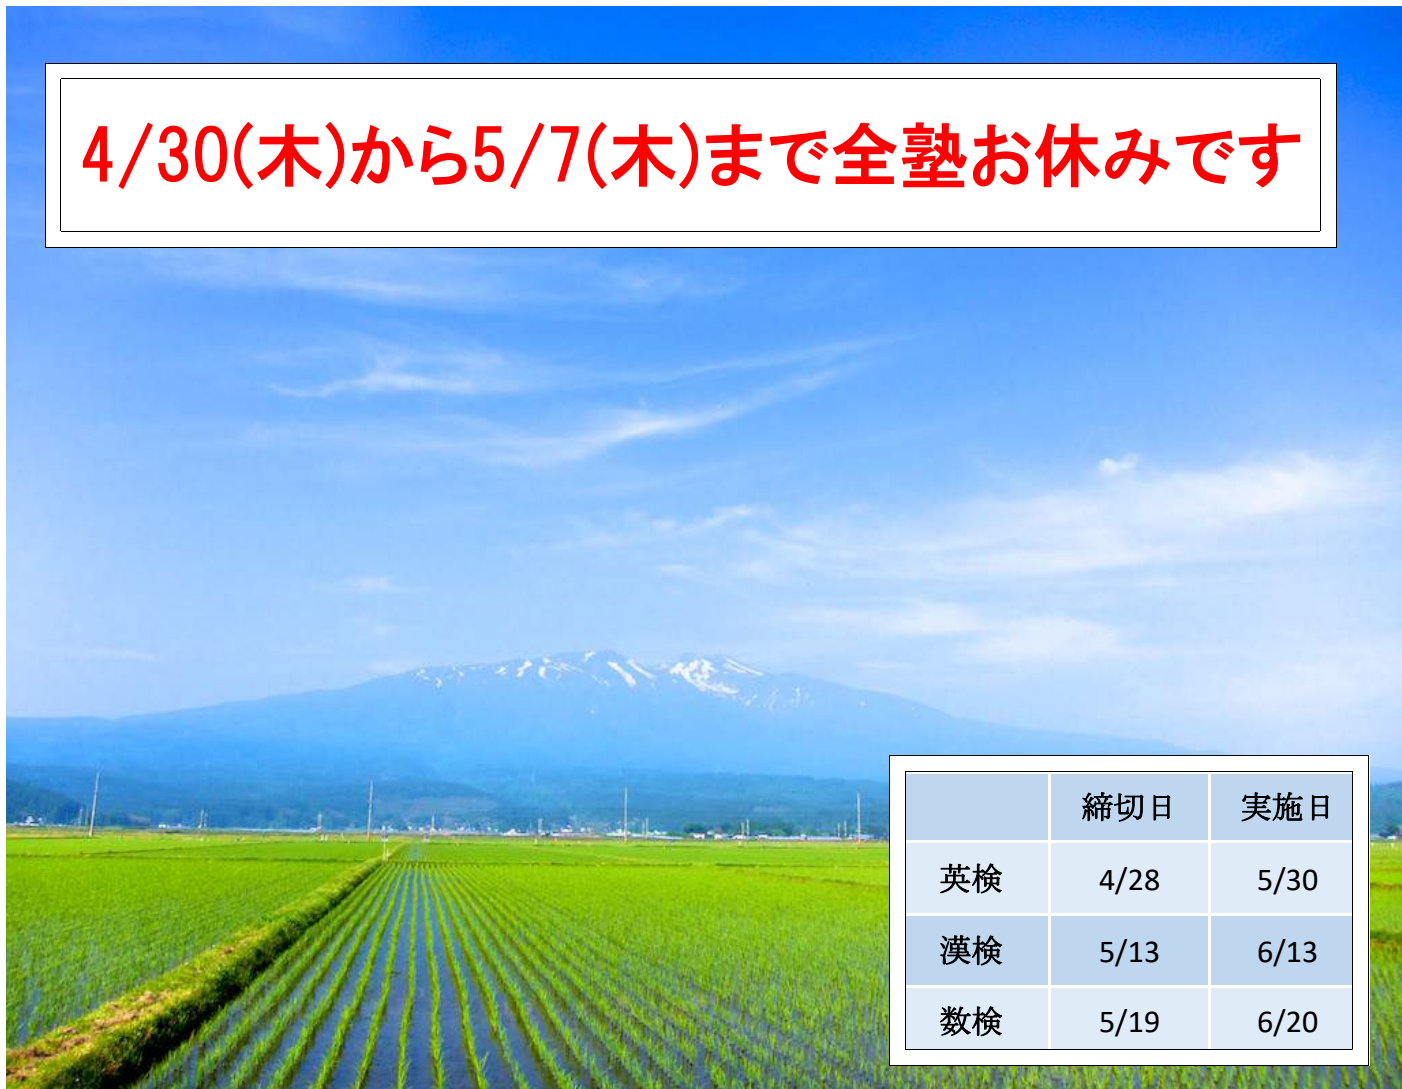 4/30(木)から5/7(木)まで全塾お休みです
締切日 実施日
英検 4/28 5/30
漢検 5/13 6/13
数検 5/19 6/20